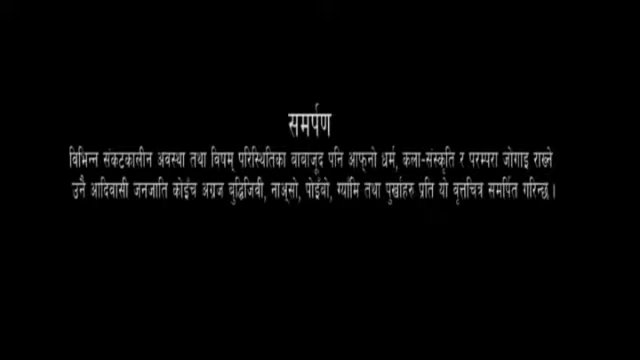 समर्पण
विभिन्न संकटकालीन अवस्था तथा विषम् परिस्थितिका वाबाजूद पनि आफ्नो धर्म, कला-संस्कृति र परम्परा जोगाइ राख्ने
उनै आदिवासी जनजाति कोइँच अग्रज बुद्धिजिवी, नाअ्सो, पोइँबो, ग्यॉमि तथा पुर्खाहरु प्रति यो वृत्तचित्र समर्पित गरिन्छ ।